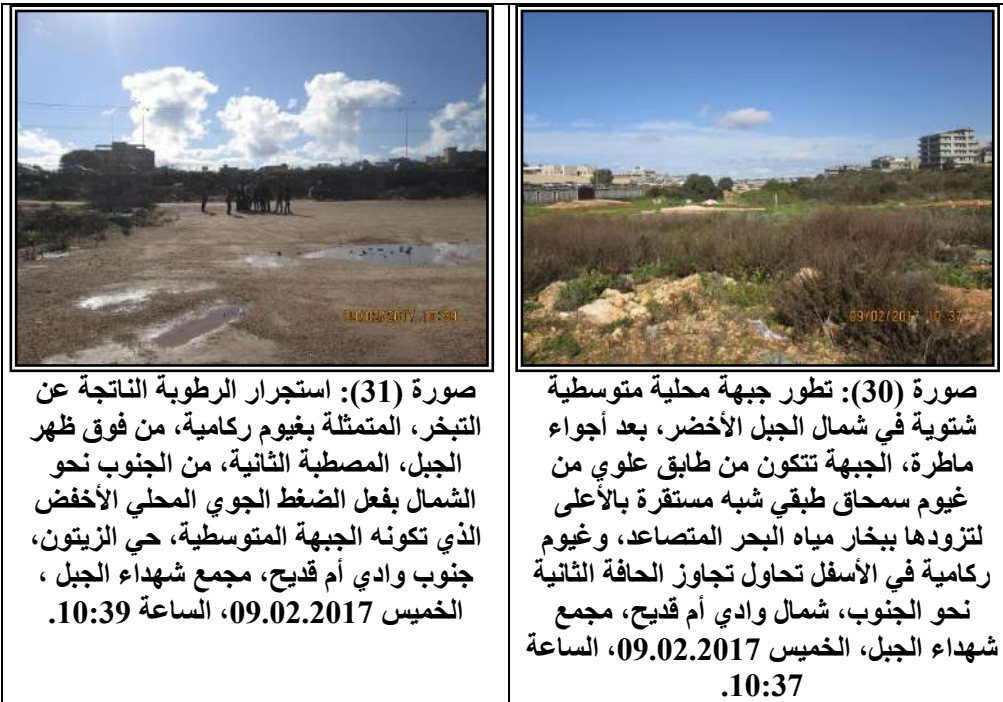 09/02/2017 10:37
صورة (30): تطور جبهة محلية متوسطية
شتوية في شمال الجبل الأخضر، بعد أجواء
ماطرة، الجبهة تتكون من طابق علوي من
غيوم سمحاق طبقي شبه مستقرة بالأعلى
لتزودها ببخار مياه البحر المتصاعد، وغيوم
ركامية في الأسفل تحاول تجاوز الحافة الثانية
نحو الجنوب، شمال وادي أم قديح، مجمع
شهداء الجبل، الخميس 09.02.2017، الساعة
10:37.
09/02/2017 10:39
صورة (31): استجرار الرطوبة الناتجة عن
التبخر، المتمثلة بغيوم ركامية، من فوق ظهر
الجبل، المصطبة الثانية، من الجنوب نحو
الشمال بفعل الضغط الجوي المحلي الأخفض
الذي تكونه الجبهة المتوسطية، حي الزيتون،
جنوب وادي أم قديح، مجمع شهداء الجبل ،
الخميس 09.02.2017، الساعة 10:39.